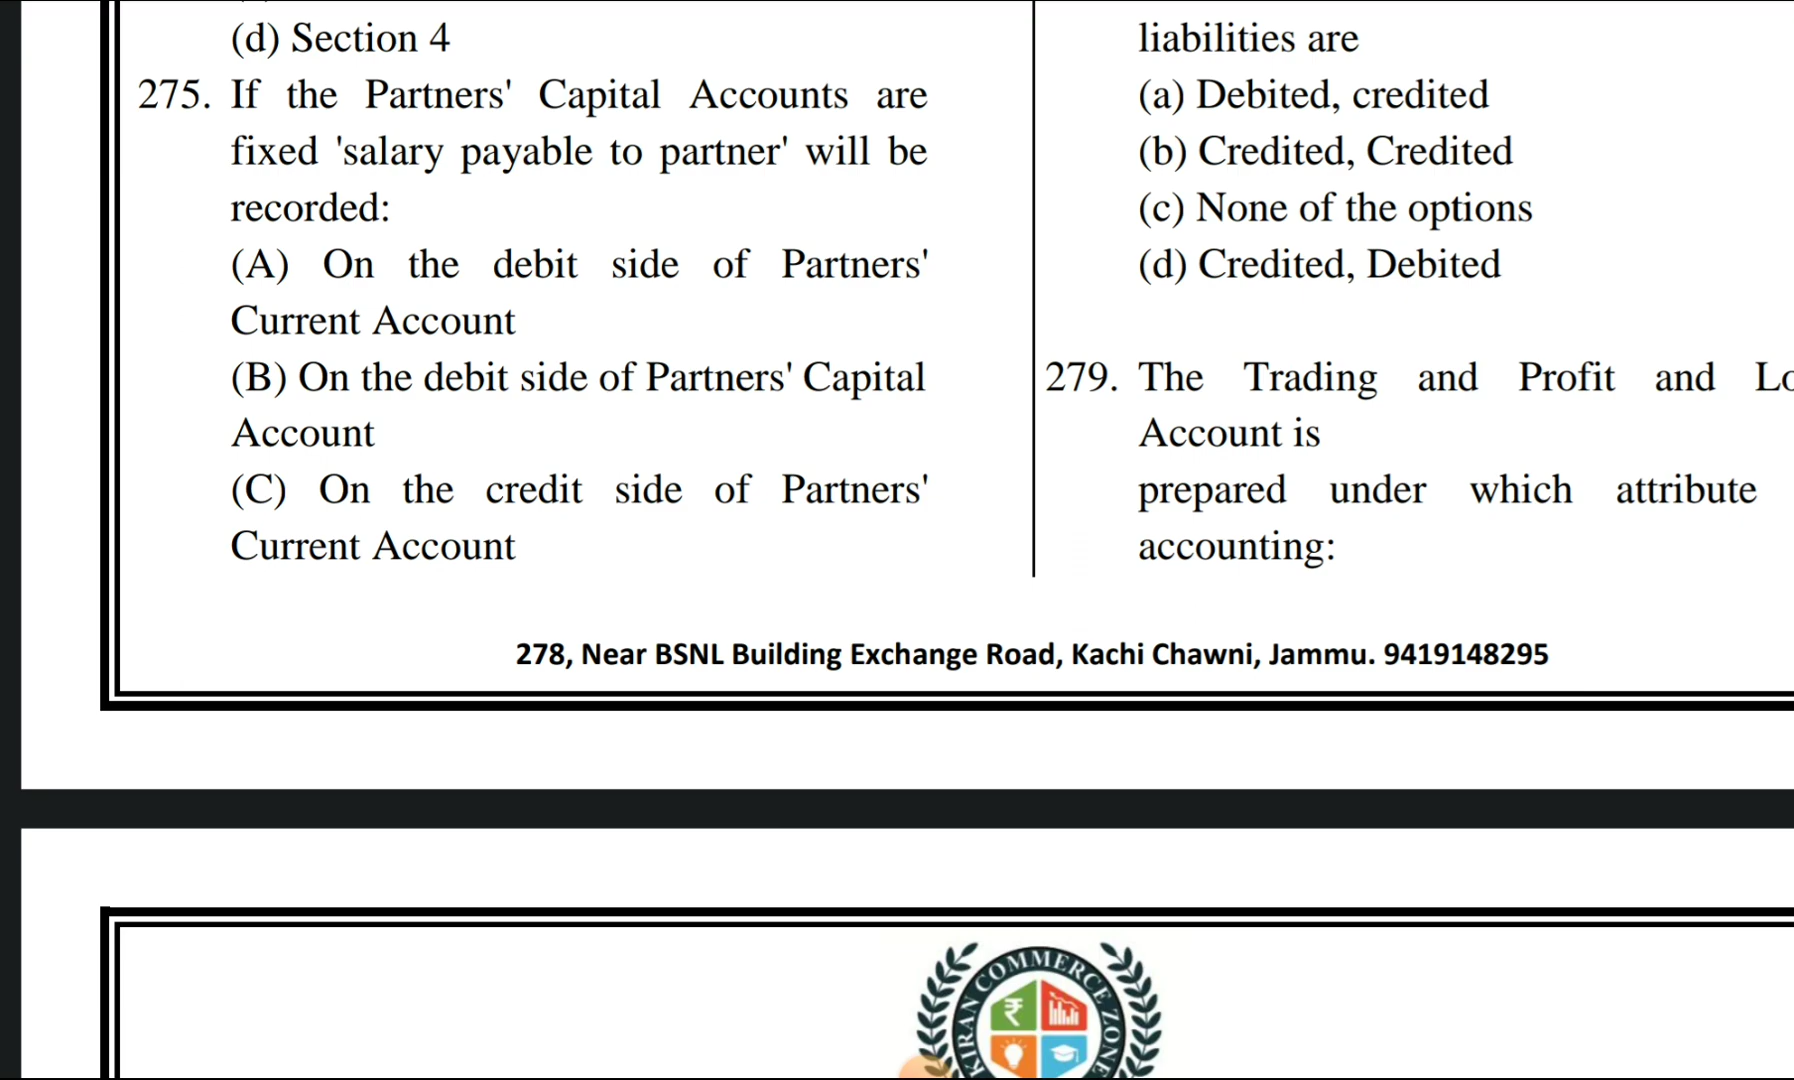 (d) Section 4
275. If the Partners' Capital Accounts are
fixed 'salary payable to partner' will be
recorded:
(A) On the debit side of Partners'
Current Account
(B) On the debit side of Partners' Capital
Account
(C) On the credit side of Partners'
Current Account
liabilities are
(a) Debited, credited
(b) Credited, Credited
(c) None of the options
(d) Credited, Debited
279. The Trading and Profit and Lo
Account is
prepared under which attribute
accounting:
278, Near BSNL Building Exchange Road, Kachi Chawni, Jammu. 9419148295
KIRAN COMMERCE ZONE